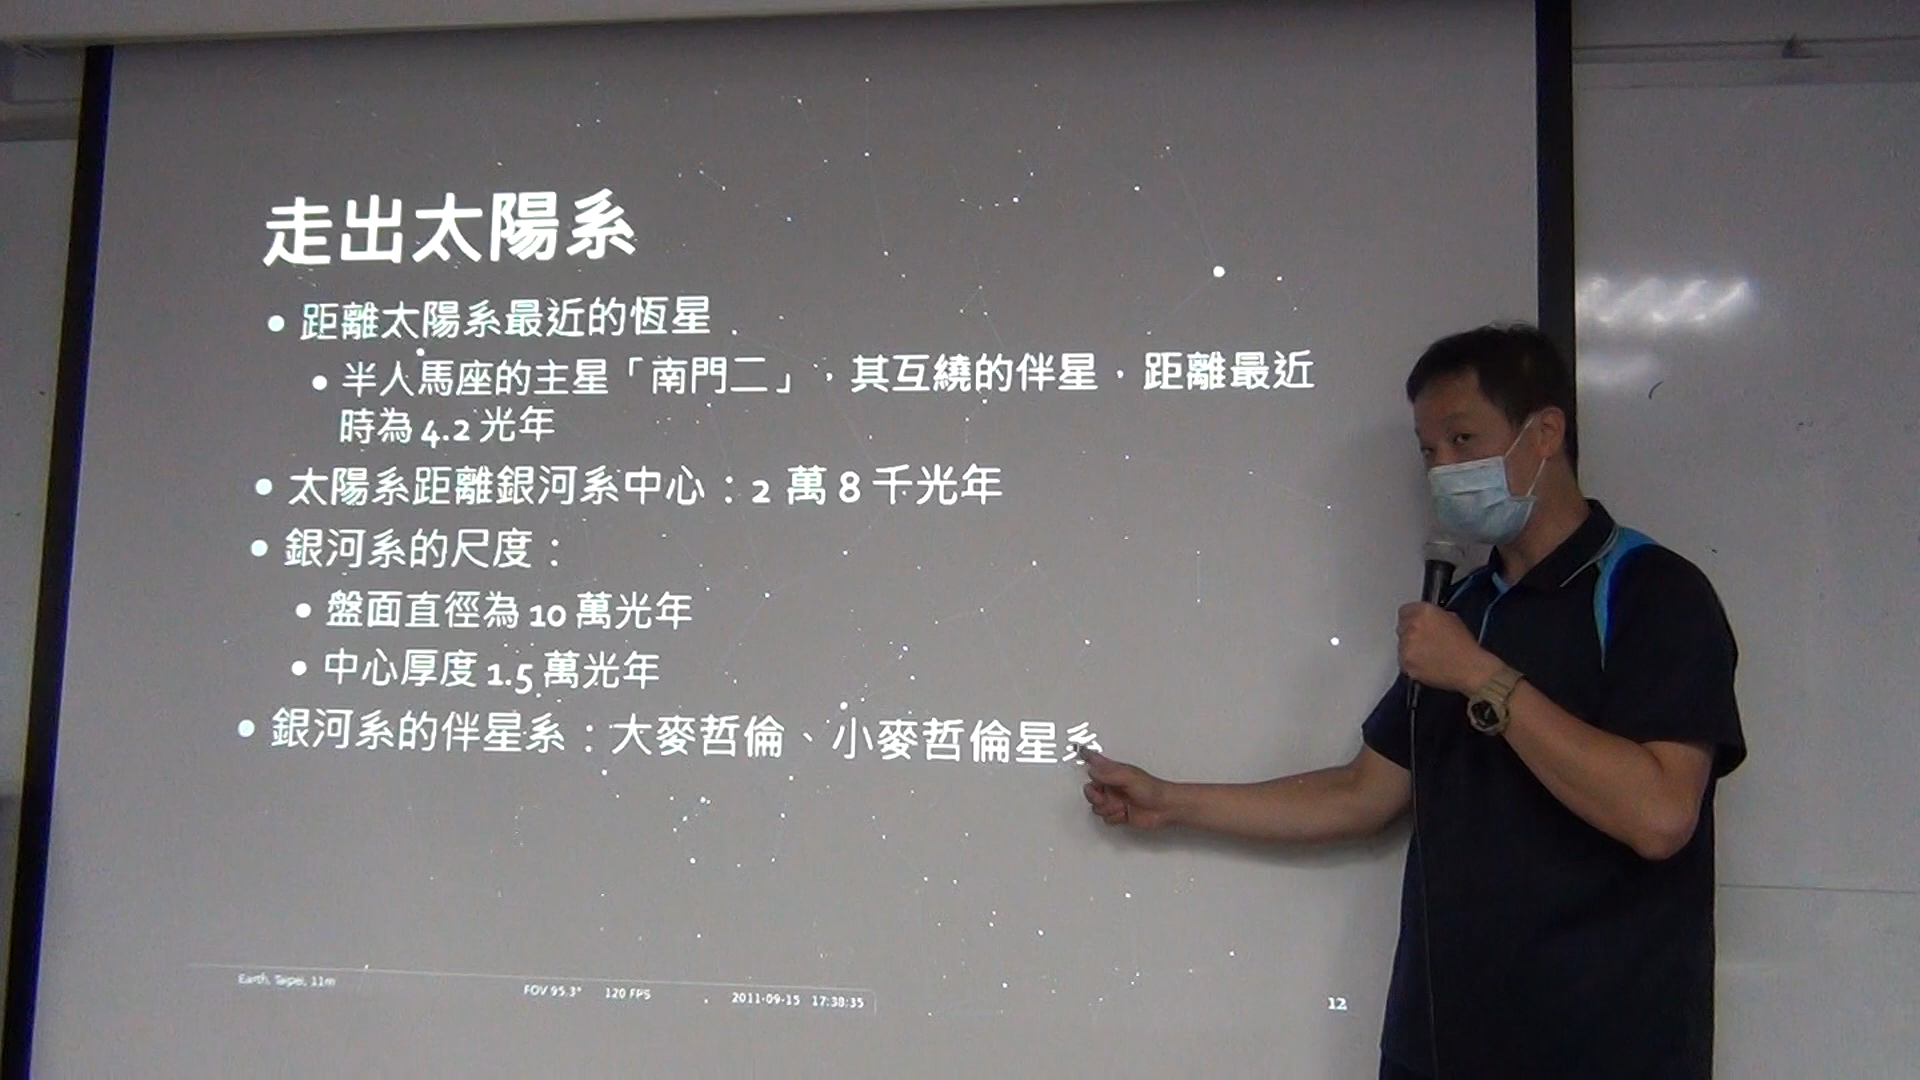 走出太陽系
• 距離太陽系最近的恆星
• 半人馬座的主星「南門二」，其互繞的伴星，距離最近
時為 4.2 光年
• 太陽系距離銀河系中心：2 萬 8 千光年
• 銀河系的尺度：
• 盤面直徑為 10 萬光年
• 中心厚度 1.5 萬光年
• 銀河系的伴星系：大麥哲倫、小麥哲倫星系
Earth, Taipei, 11m FOV 95.3° 120 FPS 2011-09-15 17:38:35
12